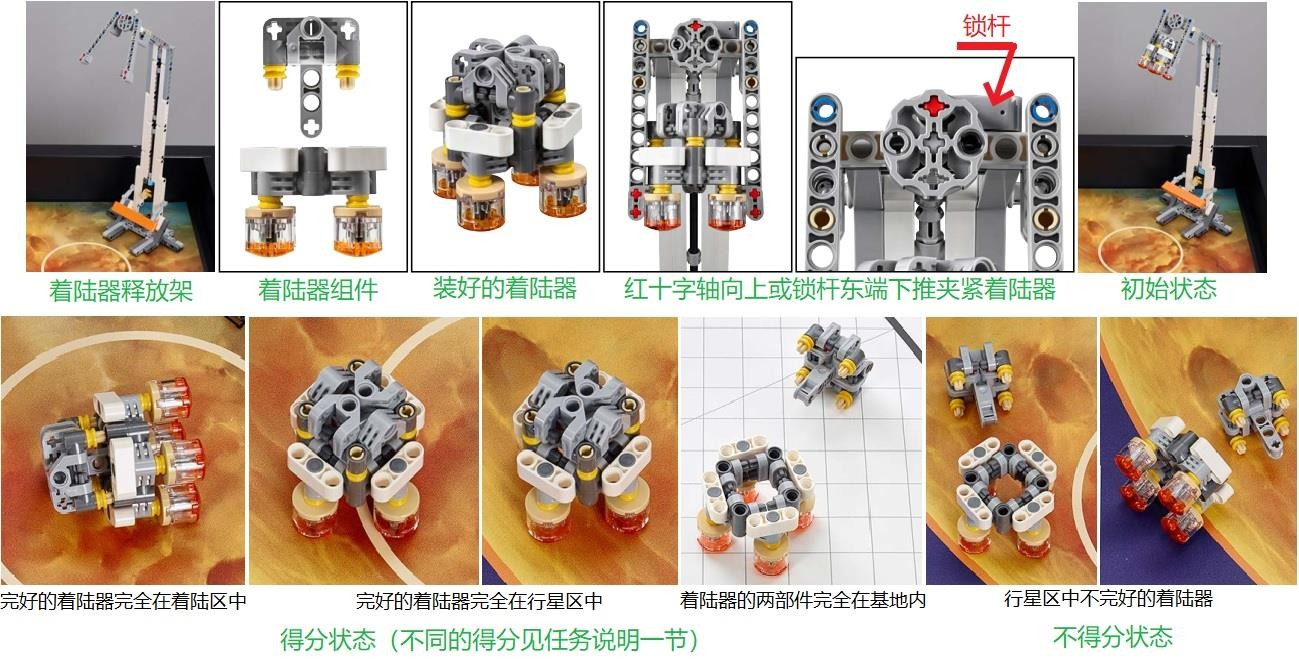 锁杆
着陆器释放架
着陆器组件
装好的着陆器
红十字轴向上或锁杆东端下推夹紧着陆器
初始状态
完好的着陆器完全在着陆区中
完好的着陆器完全在行星区中
着陆器的两部件完全在基地内
行星区中不完好的着陆器
得分状态（不同的得分见任务说明一节）
不得分状态